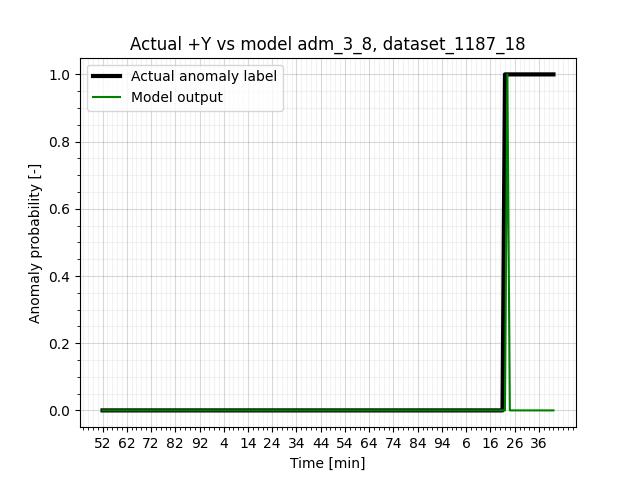 Actual +Y vs model adm_3_8, dataset_1187_18
Actual anomaly label
Model output
Anomaly probability [-]
1.0
0.8
0.6
0.4
0.2
0.0
52 62 72 82 92 4 14 24 34 44 54 64 74 84 94 6 16 26 36
Time [min]